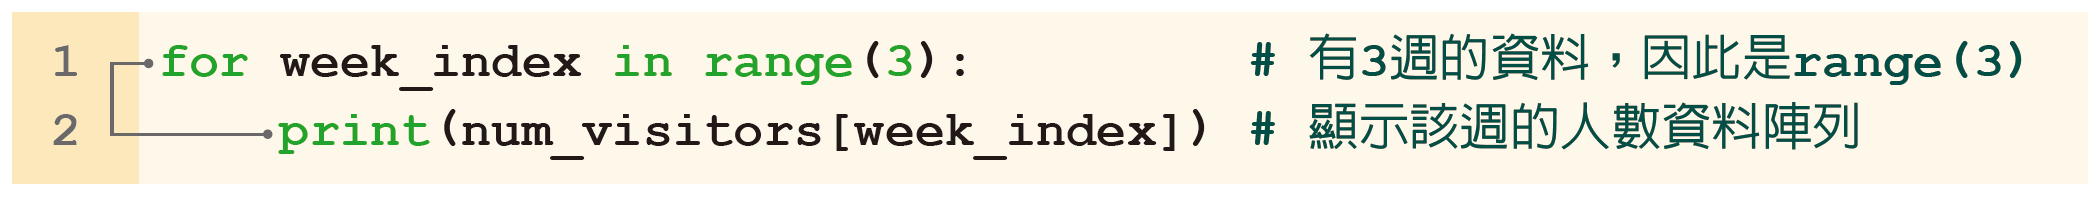 1 for week_index in range(3): # 有3週的資料，因此是range(3)
2 print(num_visitors[week_index]) # 顯示該週的人數資料陣列